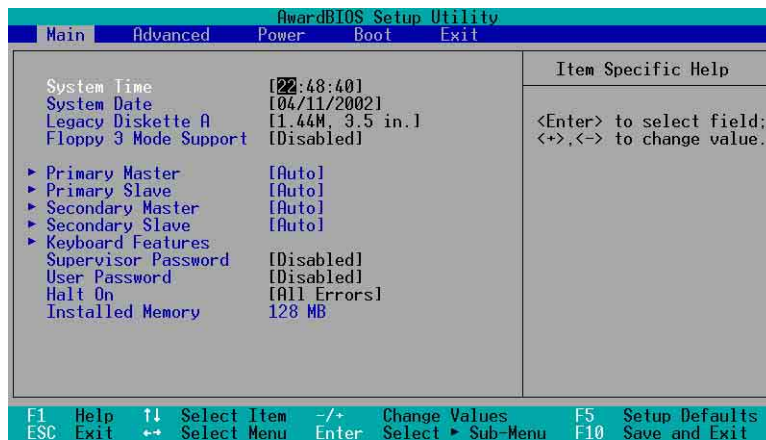 AwardBIOS Setup Utility
Main Advanced Power Boot Exit
Item Specific Help
System Time [22:48:40]
System Date [04/11/2002]
Legacy Diskette A [1.44M, 3.5 in.]
Floppy 3 Mode Support [Disabled]
▶ Primary Master [Auto]
▶ Primary Slave [Auto]
▶ Secondary Master [Auto]
▶ Secondary Slave [Auto]
▶ Keyboard Features
Supervisor Password [Disabled]
User Password [Disabled]
Halt On [All Errors]
Installed Memory 128 MB
<Enter> to select field;
<+>,<-> to change value.
F1 Help ↑↓ Select Item -/+ Change Values F5 Setup Defaults
ESC Exit ←→ Select Menu Enter Select ▶ Sub-Menu F10 Save and Exit